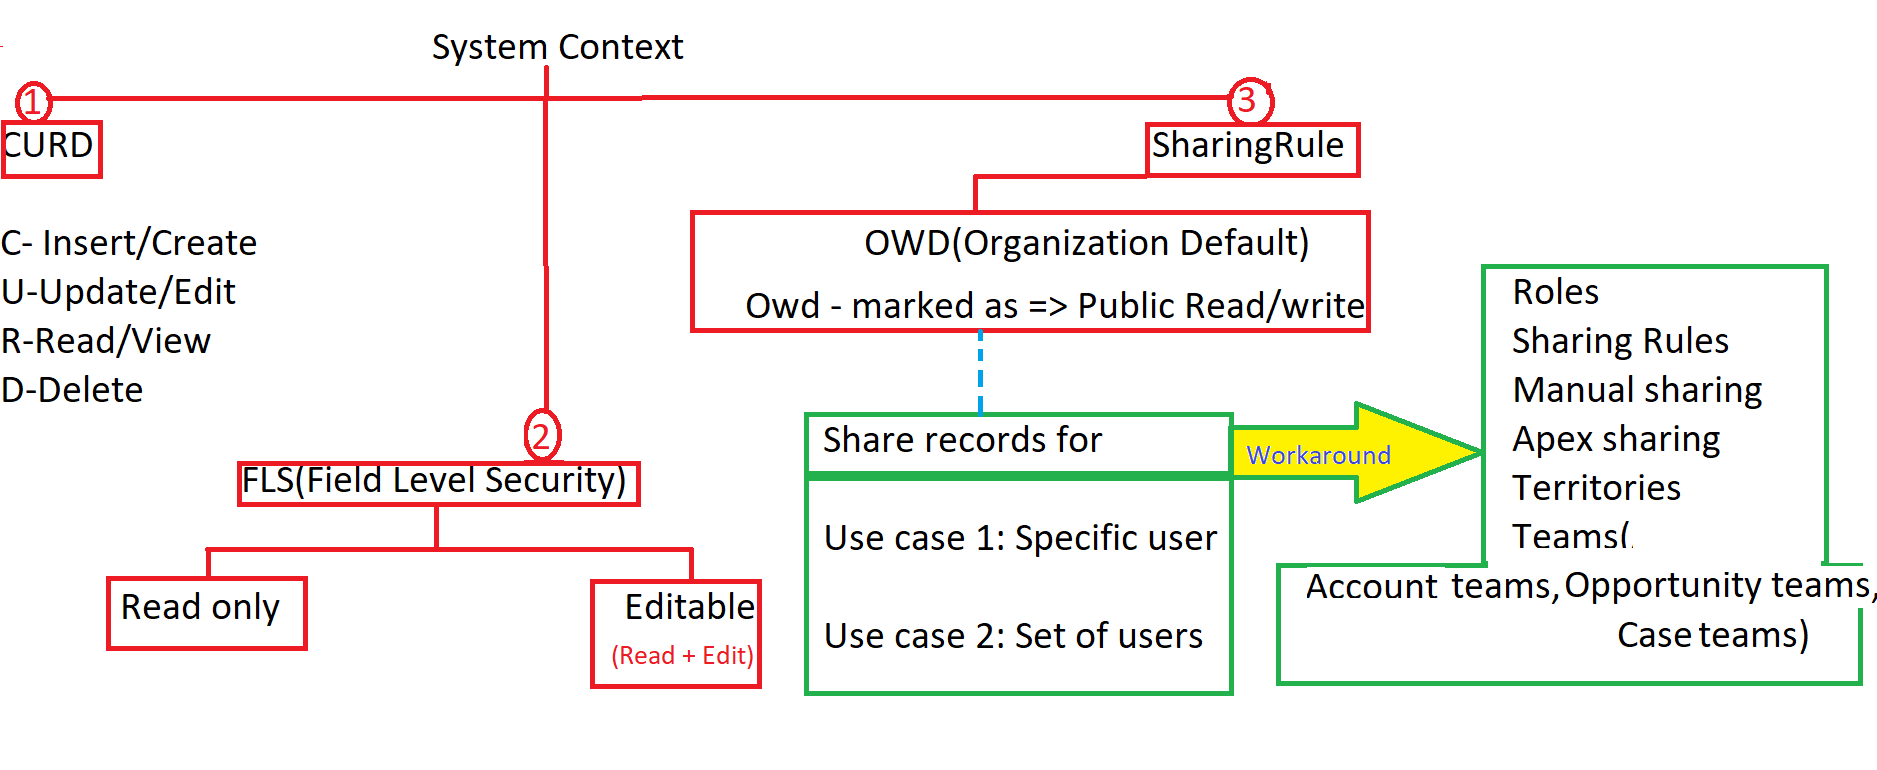 System Context
1
CURD
C- Insert/Create
U-Update/Edit
R-Read/View
D-Delete
2
FLS(Field Level Security)
Read only
Editable
(Read + Edit)
3
SharingRule
OWD(Organization Default)
Owd - marked as => Public Read/write
Share records for
Use case 1: Specific user
Use case 2: Set of users
Workaround
Roles
Sharing Rules
Manual sharing
Apex sharing
Territories
Teams(
Account teams, Opportunity teams,
Case teams)